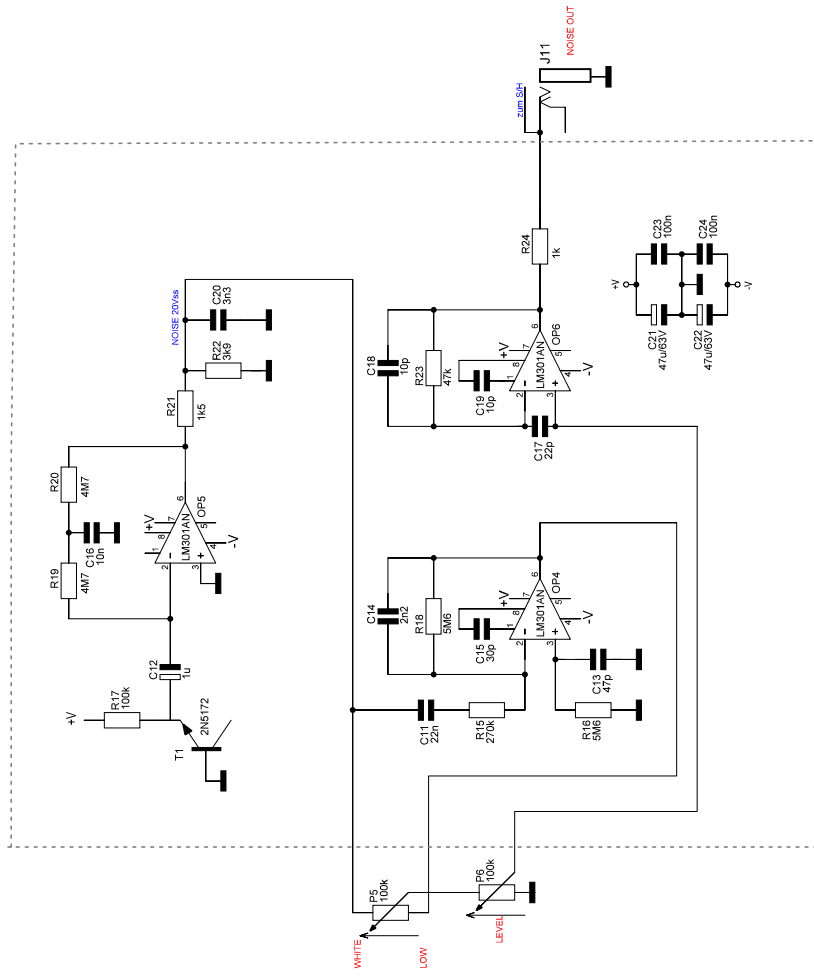 J11
NOISE OUT
zum S/H
R24
1k
C23
100n
C24
100n
+V
-V
C21
47u/63V
C22
47u/63V
NOISE 20Vss
C20
3n3
R22
3k9
R21
1k5
R20
4M7
C16
10n
R19
4M7
+V
1
8
7
2
3
6
5
4
LM301AN
OP5
-V
C12
1u
R17
100k
+V
2N5172
T1
C18
10p
R23
47k
C19
10p
+V
1
8
7
2
3
6
5
4
LM301AN
OP6
-V
C17
22p
C14
2n2
R18
5M6
C15
30p
+V
1
8
7
2
3
6
5
4
LM301AN
OP4
-V
C13
47p
C11
22n
R15
270k
R16
5M6
P5
100k
P6
100k
WHITE
LOW
LEVEL